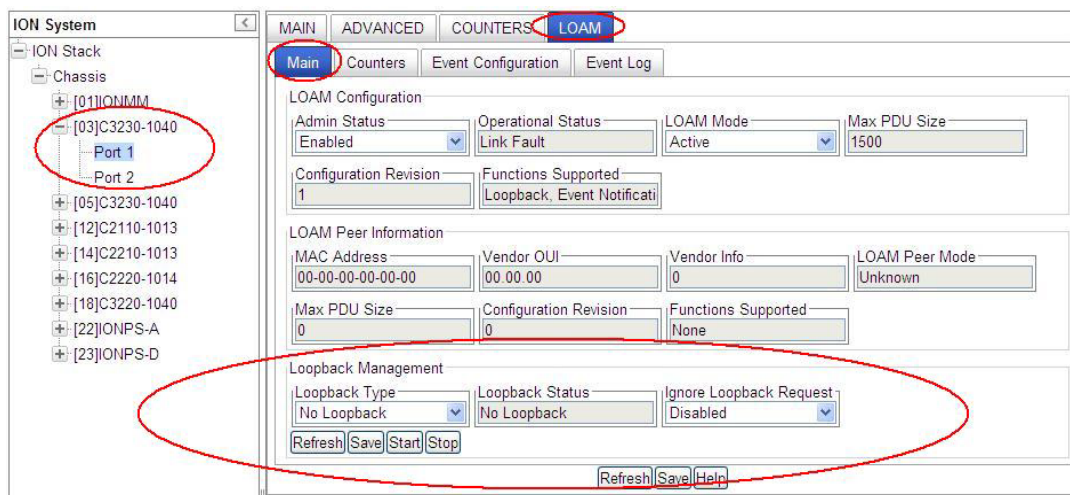 ION System
ION Stack
Chassis
[01]IONMM
[03]C3230-1040
Port 1
Port 2
[05]C3230-1040
[12]C2110-1013
[14]C2210-1013
[16]C2220-1014
[18]C3220-1040
[22]IONPS-A
[23]IONPS-D
MAIN ADVANCED COUNTERS LOAM
Main Counters Event Configuration Event Log
LOAM Configuration
Admin Status Operational Status LOAM Mode Max PDU Size
Enabled Link Fault Active 1500
Configuration Revision Functions Supported
1 Loopback, Event Notificati
LOAM Peer Information
MAC Address Vendor OUI Vendor Info LOAM Peer Mode
00-00-00-00-00-00 00.00.00 0 Unknown
Max PDU Size Configuration Revision Functions Supported
0 0 None
Loopback Management
Loopback Type Loopback Status Ignore Loopback Request
No Loopback No Loopback Disabled
Refresh Save Start Stop
Refresh Save Help